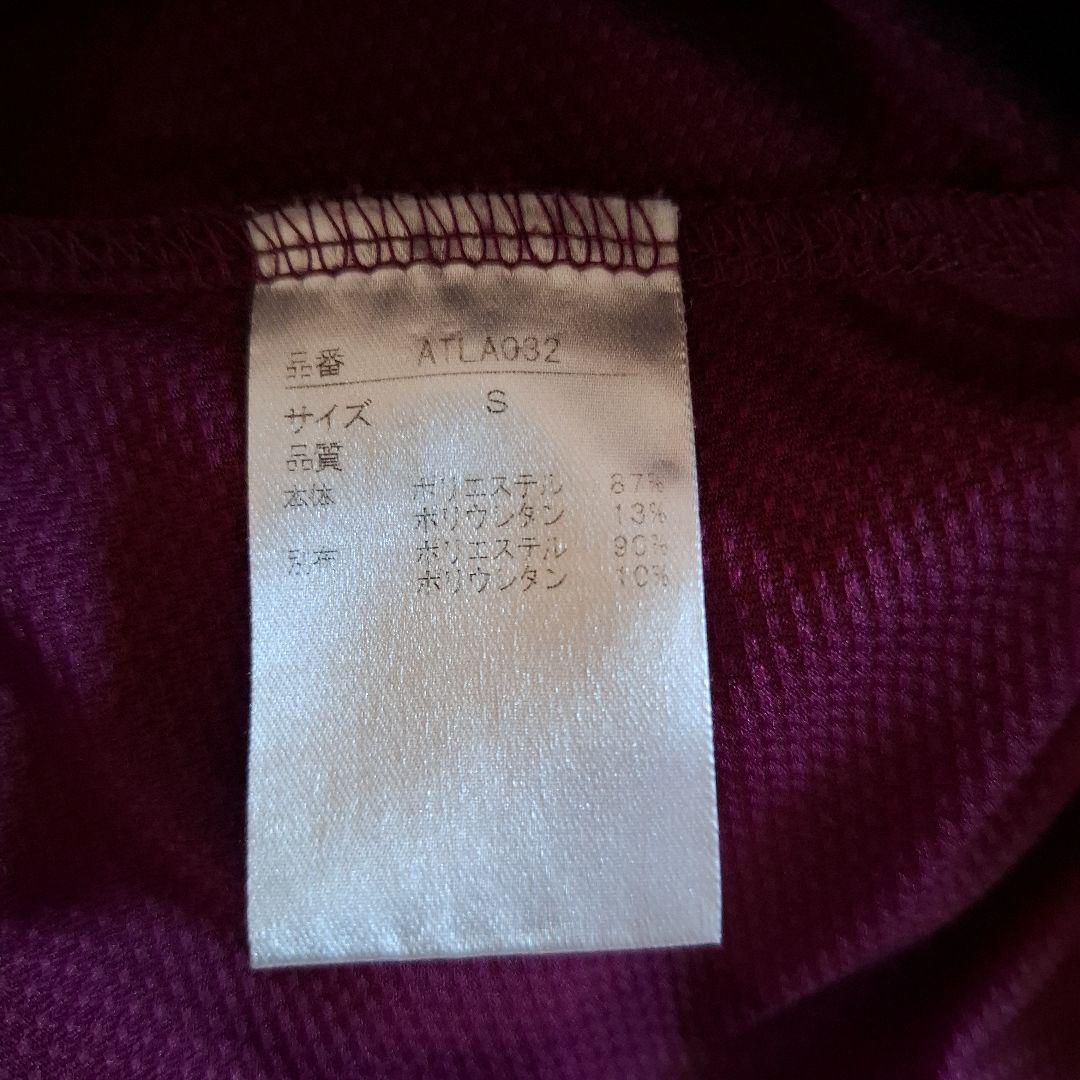 品番 ATLA032
サイズ S
品質
本体 ポリエステル 87%
ポリウレタン 13%
別布 ポリエステル 90%
ポリウレタン 10%